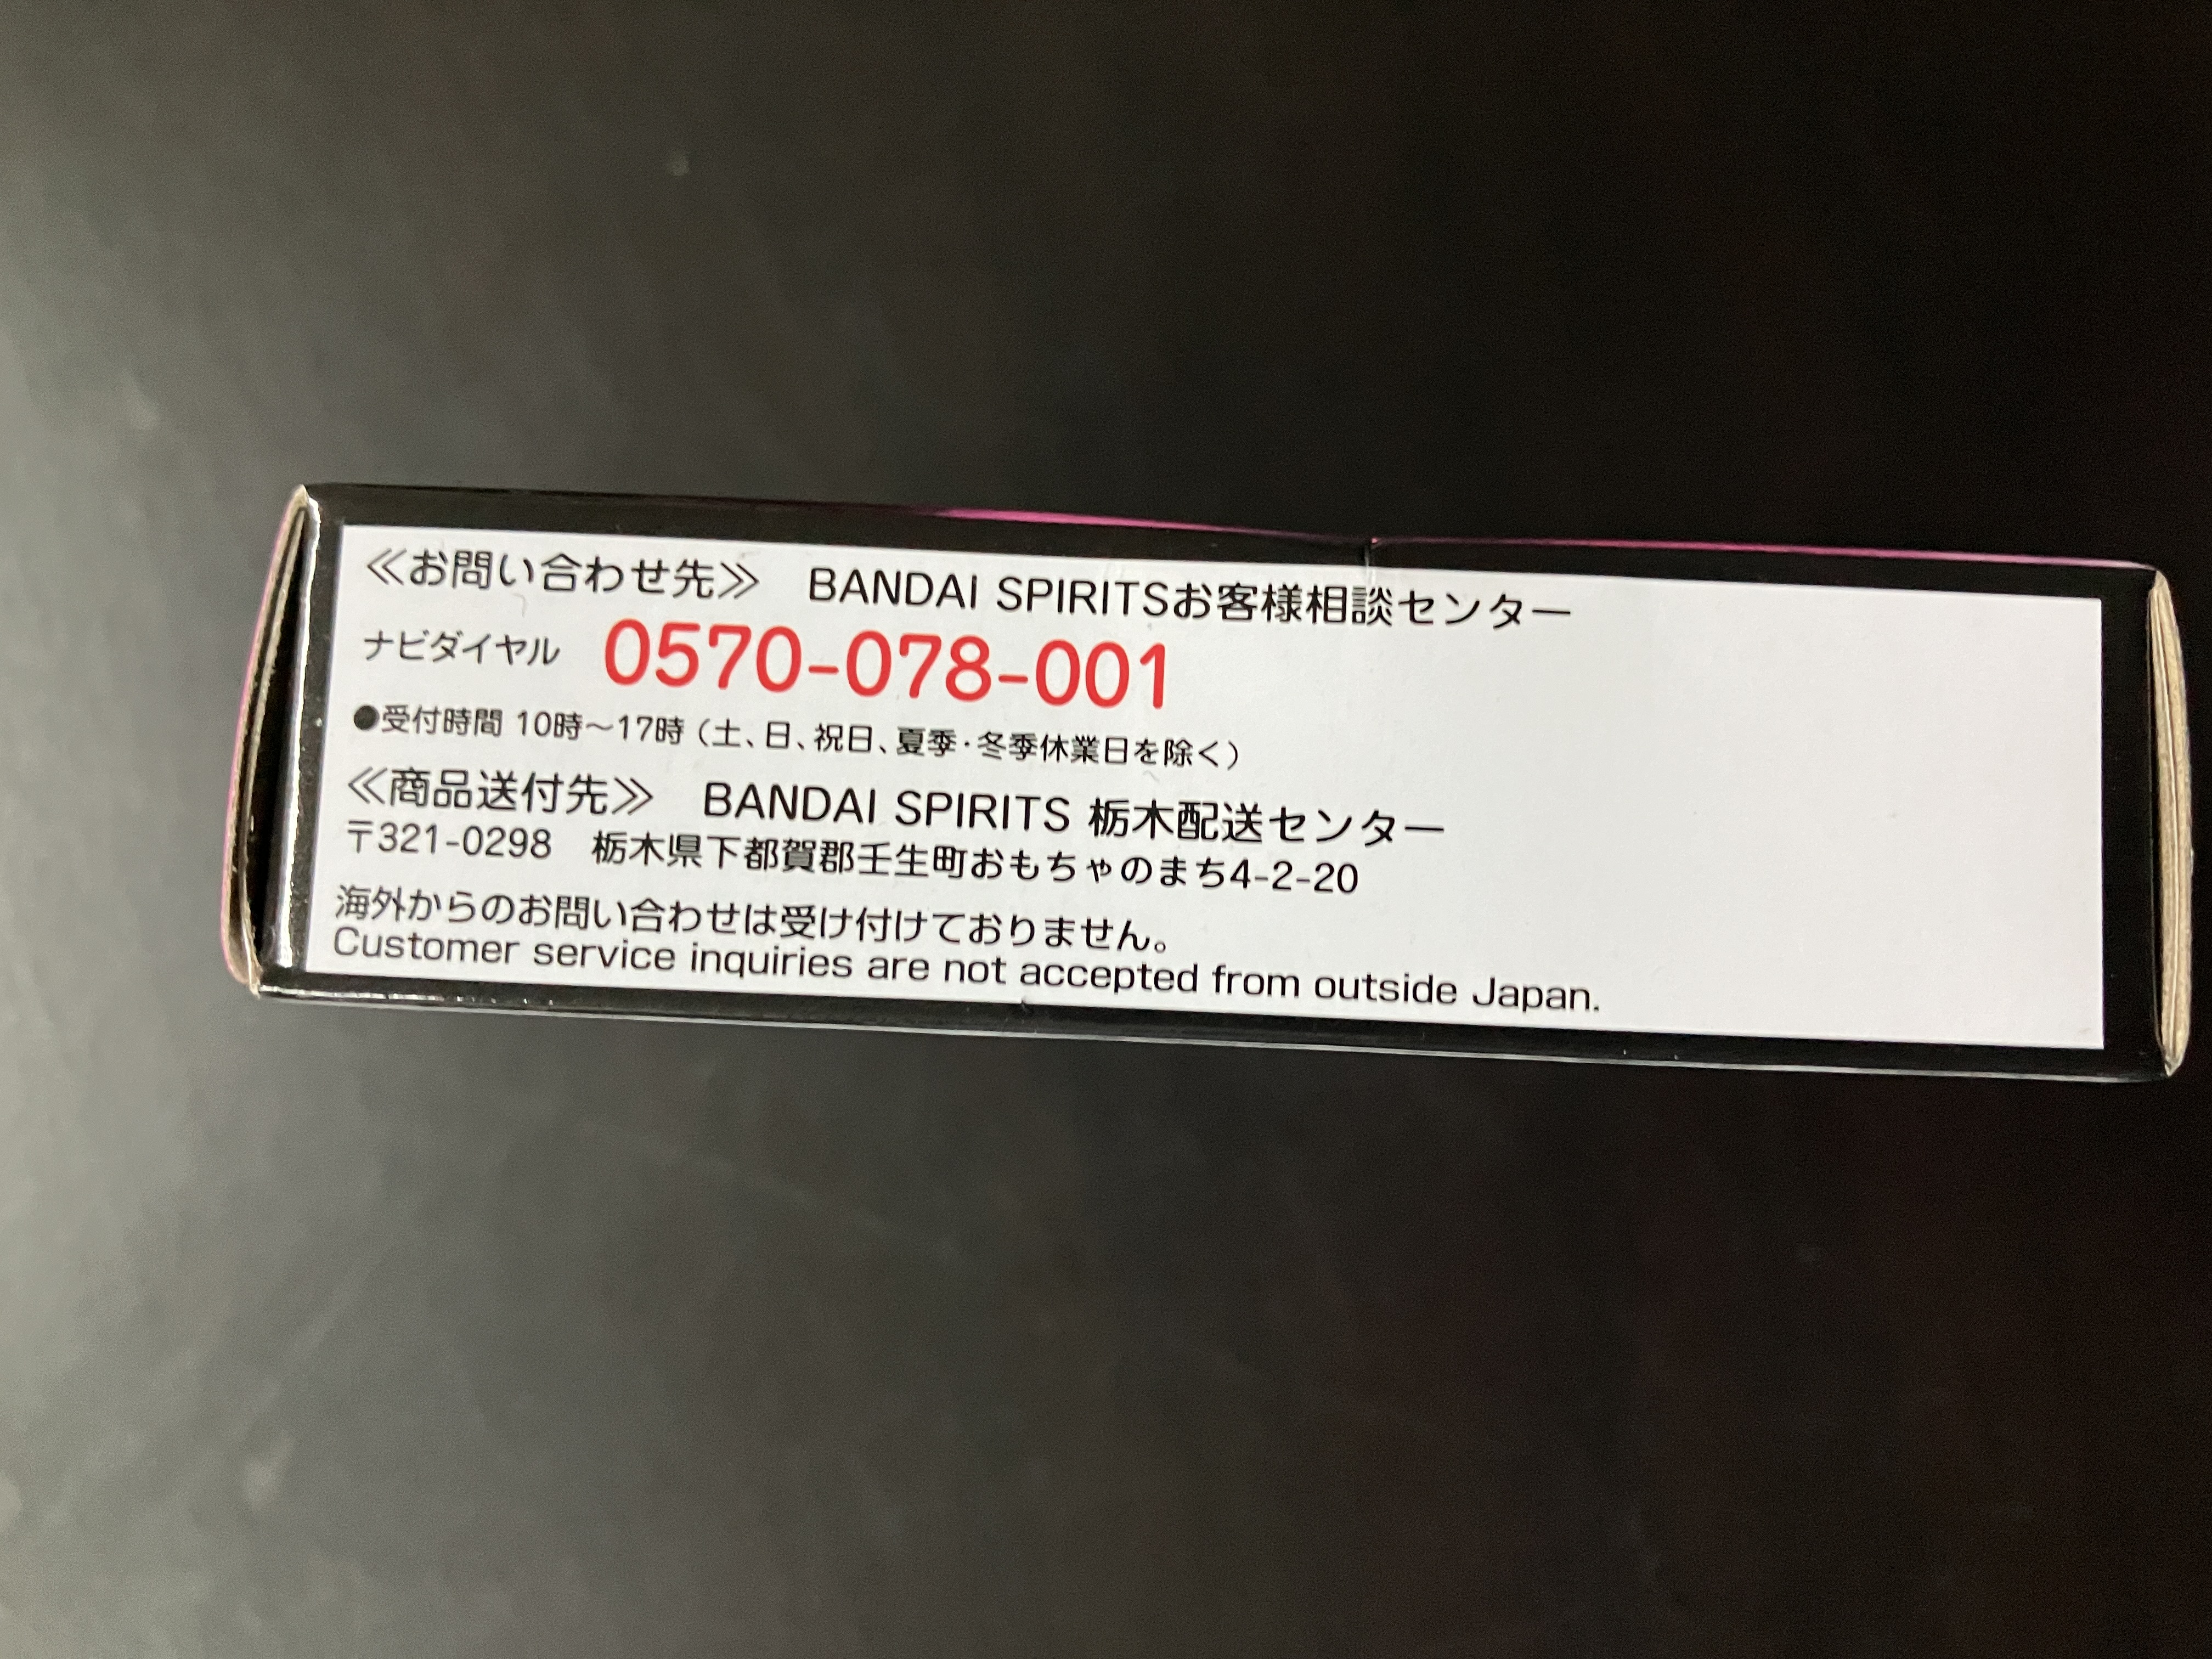 ≪お問い合わせ先≫ BANDAI SPIRITSお客様相談センター
ナビダイヤル 0570-078-001
●受付時間 10時～17時（土、日、祝日、夏季・冬季休業日を除く）
≪商品送付先≫ BANDAI SPIRITS 栃木配送センター
〒321-0298 栃木県下都賀郡壬生町おもちゃのまち4-2-20
海外からのお問い合わせは受け付けておりません。
Customer service inquiries are not accepted from outside Japan.